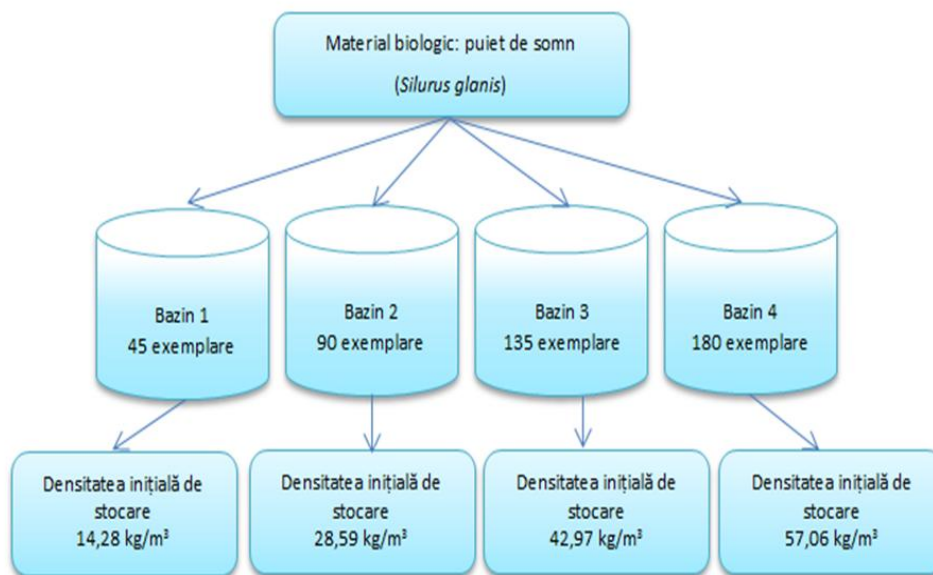 Material biologic: puiet de somn
(Silurus glanis)
Bazin 1
45 exemplare
Bazin 2
90 exemplare
Bazin 3
135 exemplare
Bazin 4
180 exemplare
Densitatea inițială de
stocare
14,28 kg/m³
Densitatea inițială de
stocare
28,59 kg/m³
Densitatea inițială de
stocare
42,97 kg/m³
Densitatea inițială de
stocare
57,06 kg/m³